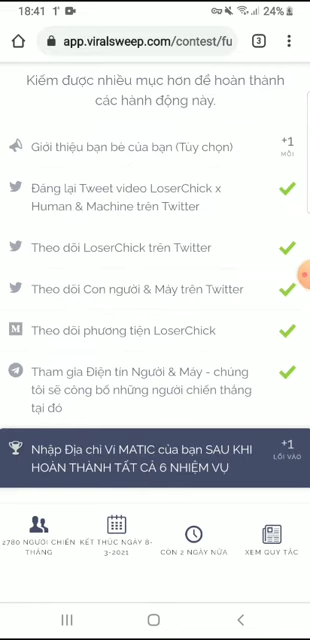 18:41
24%
app.viralsweep.com/contest/fu
3
Kiếm được nhiều mục hơn để hoàn thành
các hành động này.
Giới thiệu bạn bè của bạn (Tùy chọn)
+1
MỖI
Đăng lại Tweet video LoserChick x
Human & Machine trên Twitter
Theo dõi LoserChick trên Twitter
Theo dõi Con người & Máy trên Twitter
Theo dõi phương tiện LoserChick
Tham gia Điện tín Người & Máy - chúng
tôi sẽ công bố những người chiến thắng
tại đó
Nhập Địa chỉ Ví MATIC của bạn SAU KHI
HOÀN THÀNH TẤT CẢ 6 NHIỆM VỤ
+1
LỐI VÀO
2780 NGƯỜI CHIẾN
THẮNG
KẾT THÚC NGÀY 8-
3-2021
CÒN 2 NGÀY NỮA
XEM QUY TẮC